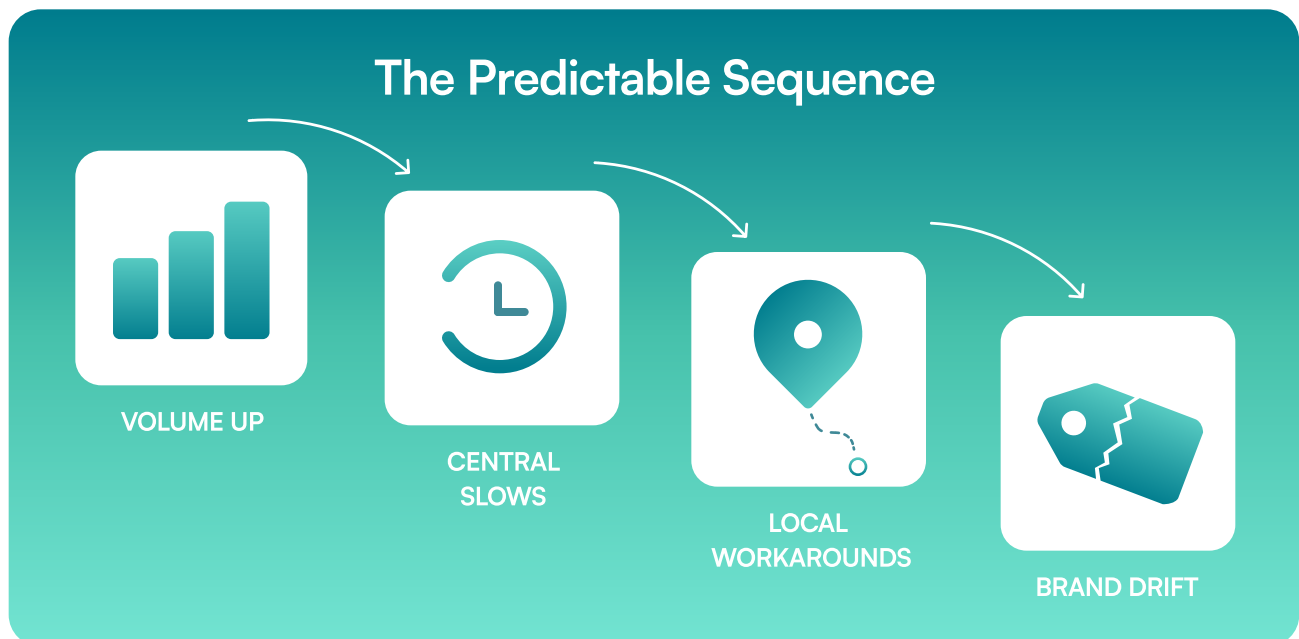 The Predictable Sequence
VOLUME UP
CENTRAL
SLOWS
LOCAL
WORKAROUNDS
BRAND DRIFT